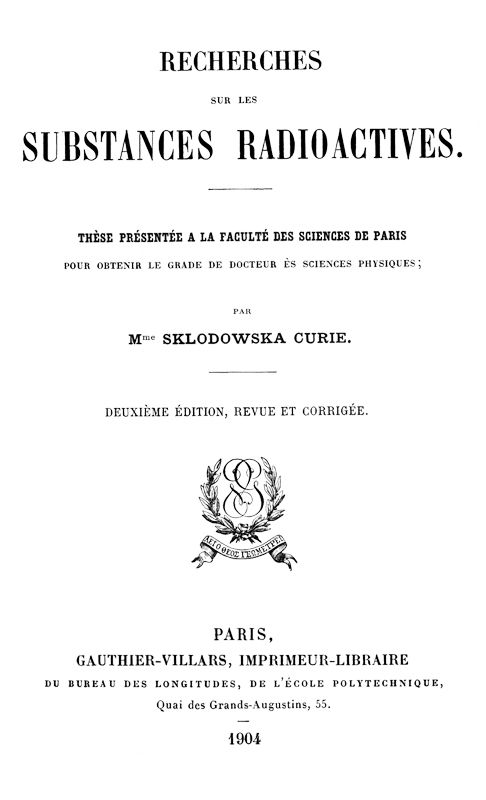 RECHERCHES
SUR LES
SUBSTANCES RADIOACTIVES.
THÈSE PRÉSENTÉE A LA FACULTÉ DES SCIENCES DE PARIS
POUR OBTENIR LE GRADE DE DOCTEUR ÈS SCIENCES PHYSIQUES;
PAR
Mme SKLODOWSKA CURIE.
DEUXIÈME ÉDITION, REVUE ET CORRIGÉE.
ΑΕΙ Ο ΘΕΟΣ ΓΕΩΜΕΤΡΕΙ
PARIS,
GAUTHIER-VILLARS, IMPRIMEUR-LIBRAIRE
DU BUREAU DES LONGITUDES, DE L'ÉCOLE POLYTECHNIQUE,
Quai des Grands-Augustins, 55.
1904